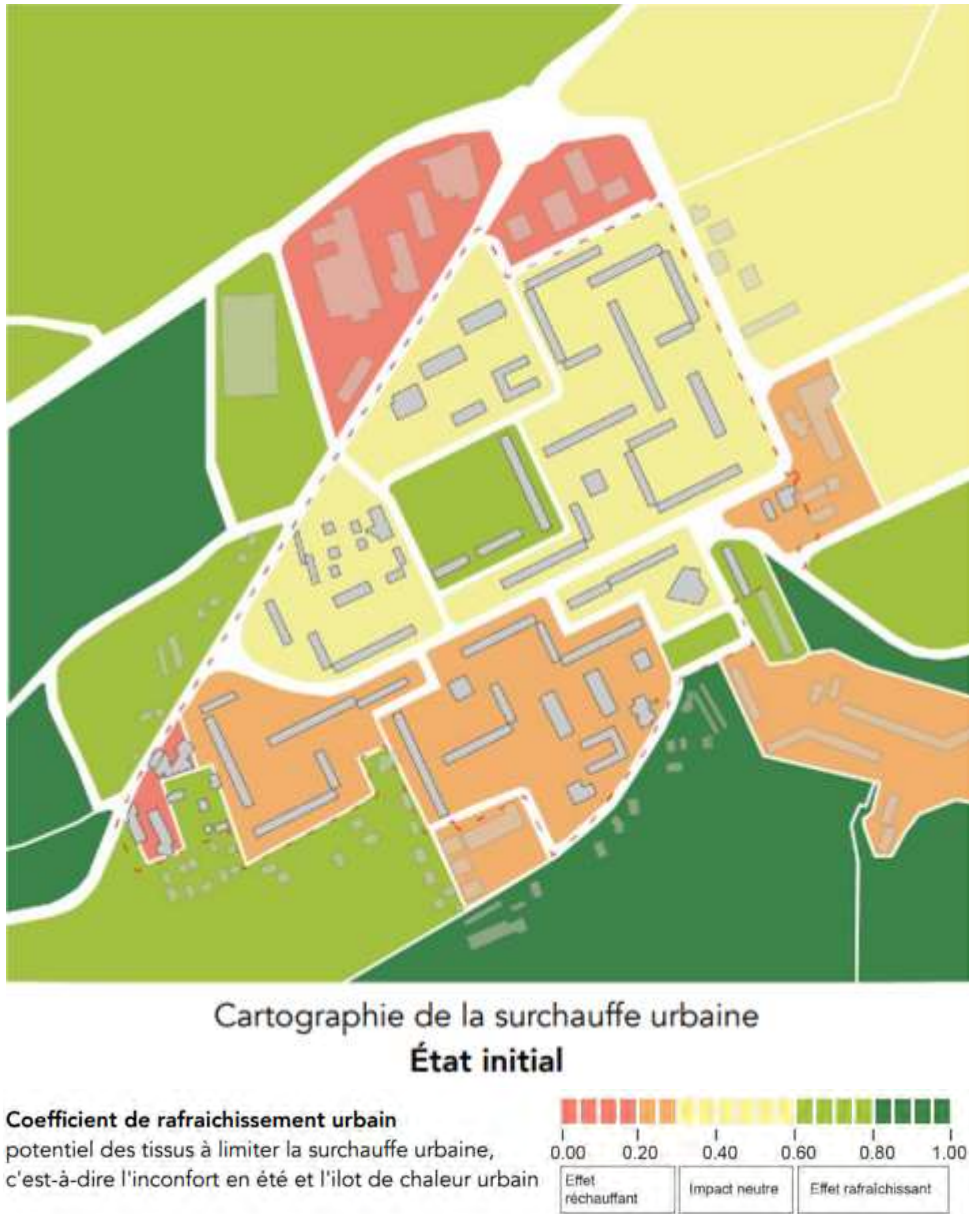 Cartographie de la surchauffe urbaine
État initial
Coefficient de rafraichissement urbain
potentiel des tissus à limiter la surchauffe urbaine,
c'est-à-dire l'inconfort en été et l'ilot de chaleur urbain
0.00 0.20 0.40 0.60 0.80 1.00
Effet
réchauffant
Impact neutre
Effet rafraîchissant